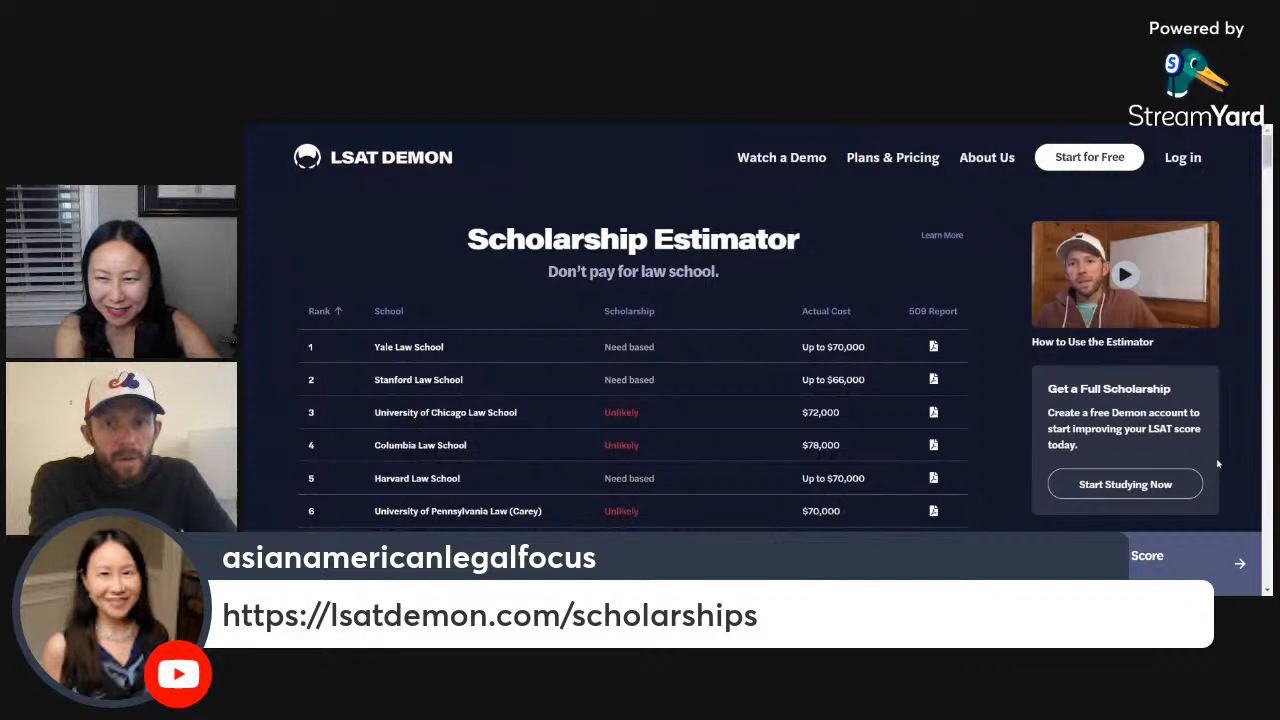 Powered by
StreamYard
LSAT DEMON
Watch a Demo
Plans & Pricing
About Us
Start for Free
Log in
Scholarship Estimator
Learn More
Don't pay for law school.
Rank ↑ School Scholarship Actual Cost 509 Report
1 Yale Law School Need based Up to $70,000
2 Stanford Law School Need based Up to $66,000
3 University of Chicago Law School Unlikely $72,000
4 Columbia Law School Unlikely $78,000
5 Harvard Law School Need based Up to $70,000
6 University of Pennsylvania Law (Carey) Unlikely $70,000
How to Use the Estimator
Get a Full Scholarship
Create a free Demon account to
start improving your LSAT score
today.
Start Studying Now
Score
asianamericanlegalfocus
https://lsatdemon.com/scholarships